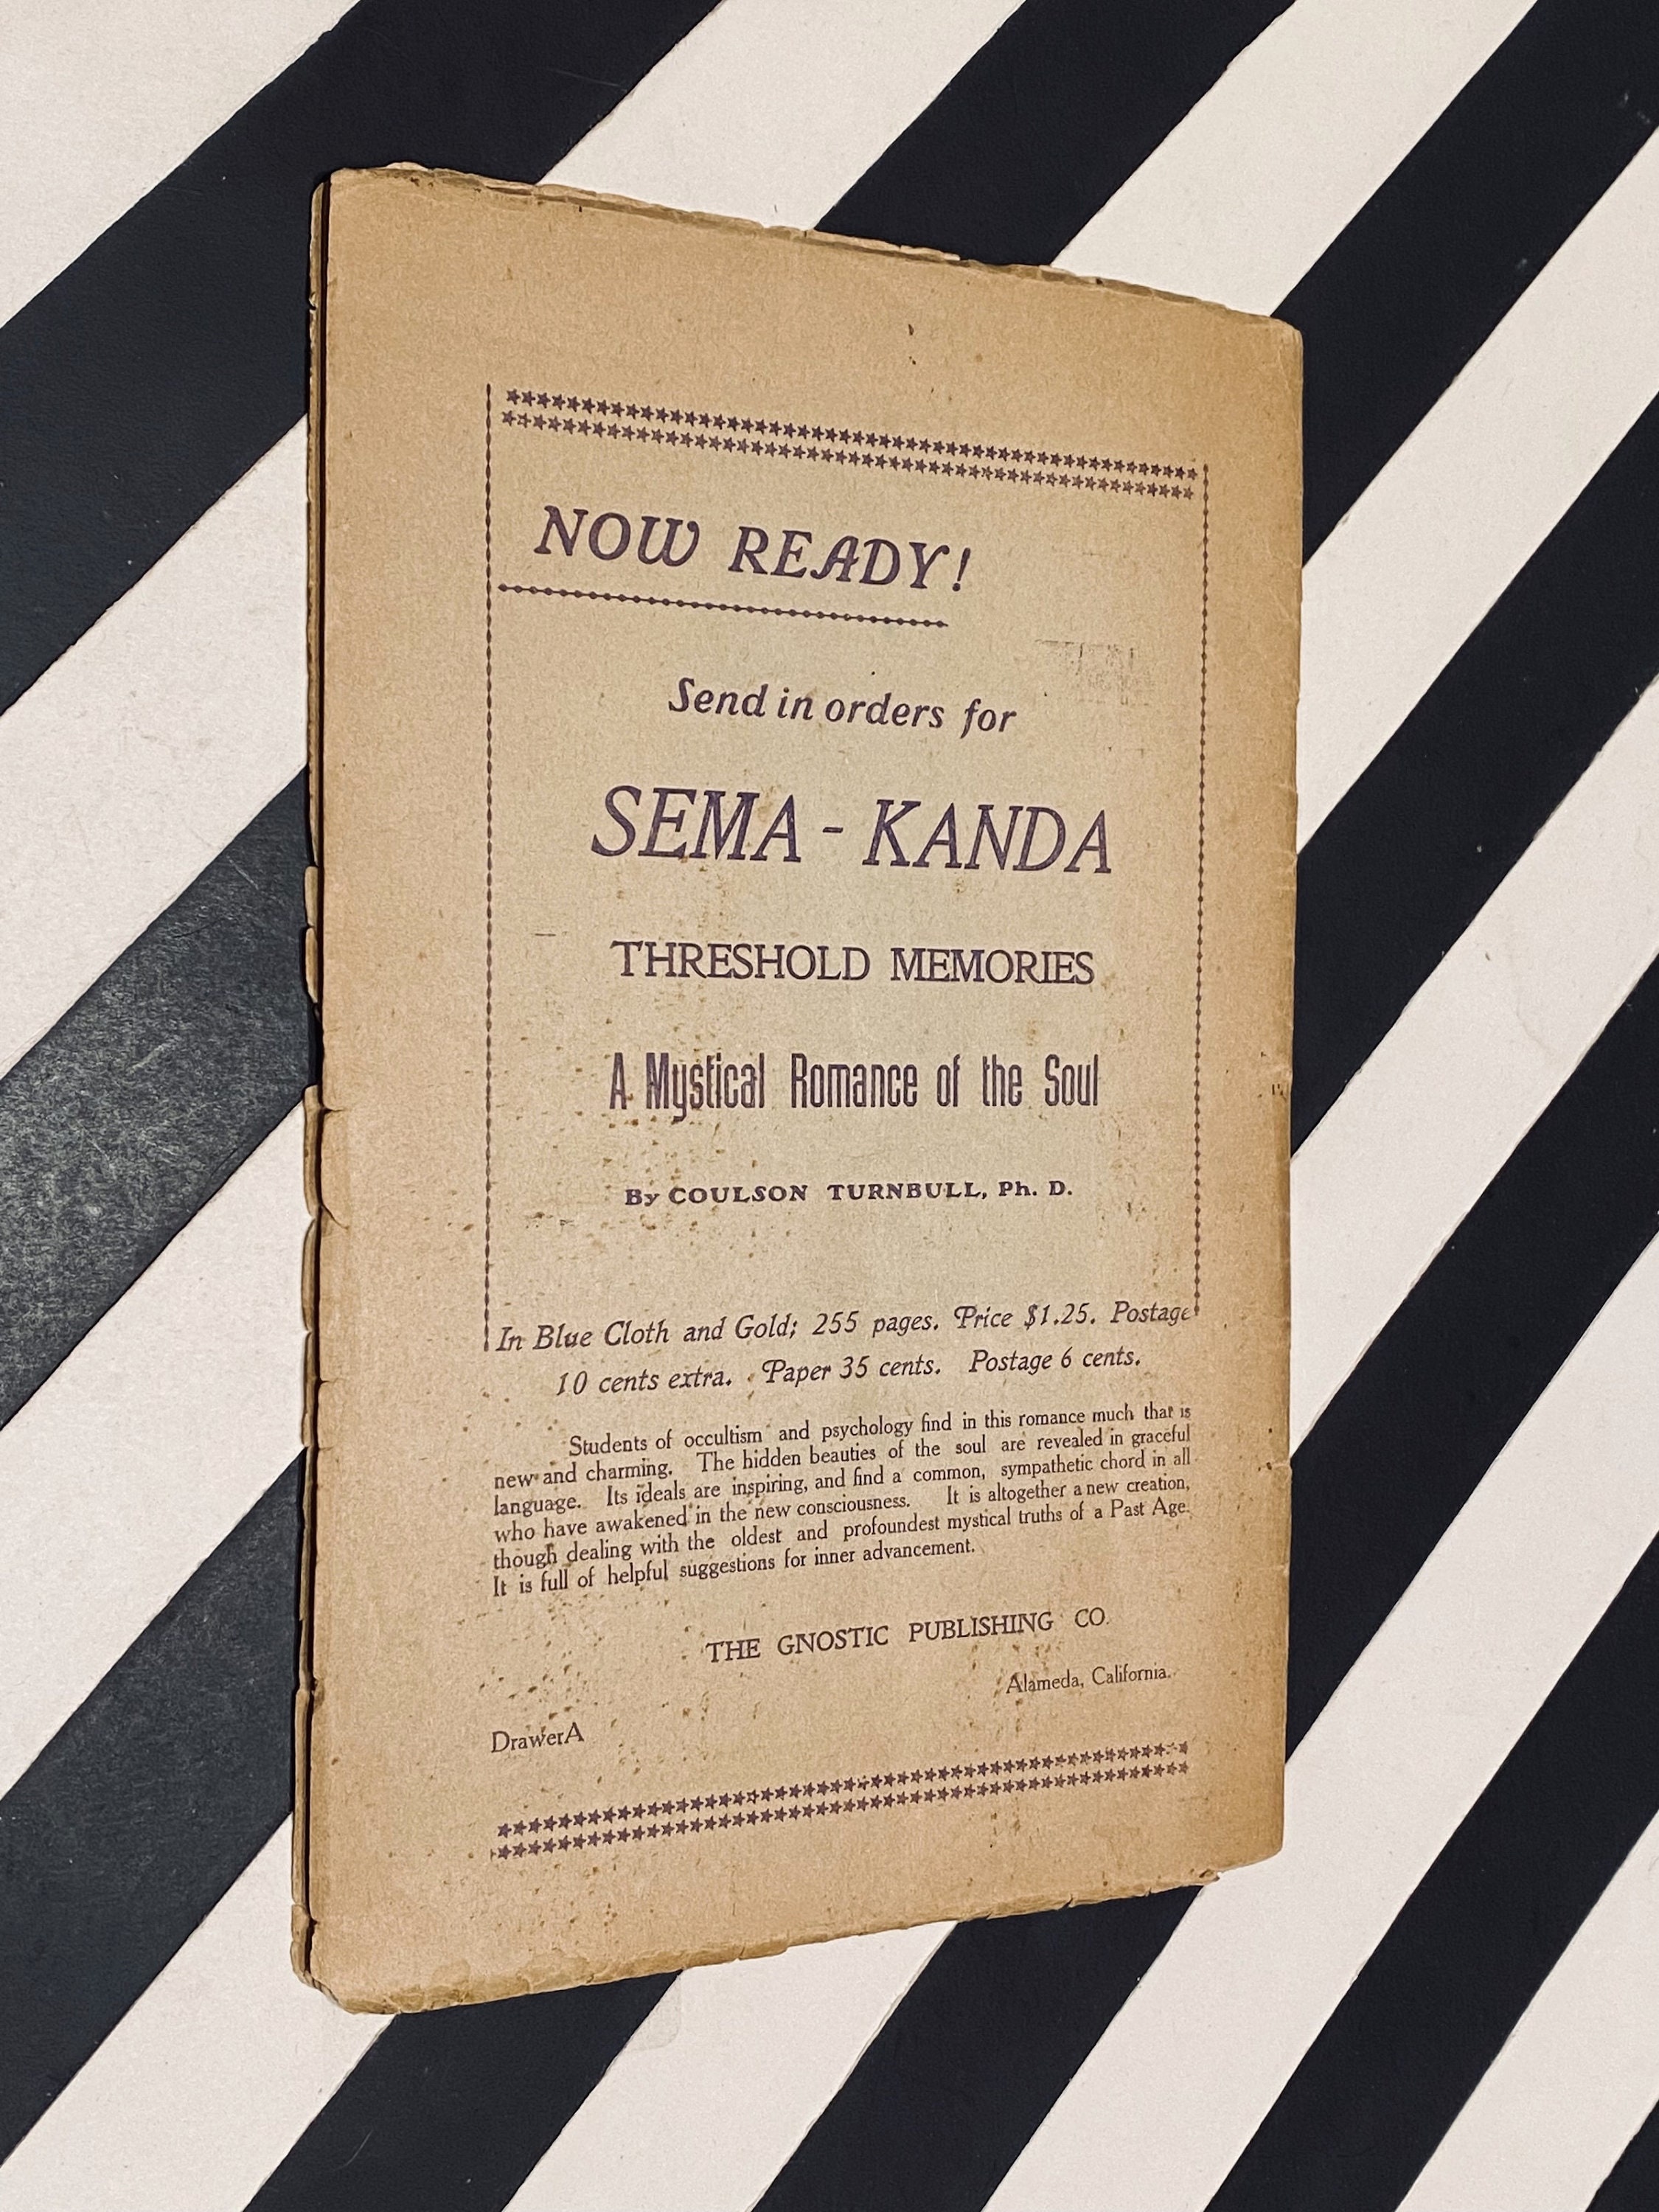 NOW READY!
Send in orders for
SEMA - KANDA
THRESHOLD MEMORIES
A Mystical Romance of the Soul
By COULSON TURNBULL, Ph. D.
In Blue Cloth and Gold; 255 pages. Price $1.25. Postage
10 cents extra. Paper 35 cents. Postage 6 cents.
Students of occultism and psychology find in this romance much that is
new and charming. The hidden beauties of the soul are revealed in graceful
language. Its ideals are inspiring, and find a common, sympathetic chord in all
who have awakened in the new consciousness. It is altogether a new creation,
though dealing with the oldest and profoundest mystical truths of a Past Age.
It is full of helpful suggestions for inner advancement.
THE GNOSTIC PUBLISHING CO.
Alameda, California.
DrawerA